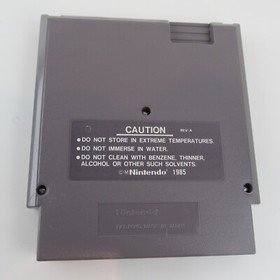 CAUTION
• DO NOT STORE IN EXTREME TEMPERATURES.
• DO NOT IMMERSE IN WATER.
• DO NOT CLEAN WITH BENZENE, THINNER,
ALCOHOL OR OTHER SUCH SOLVENTS.
©®Nintendo 1985